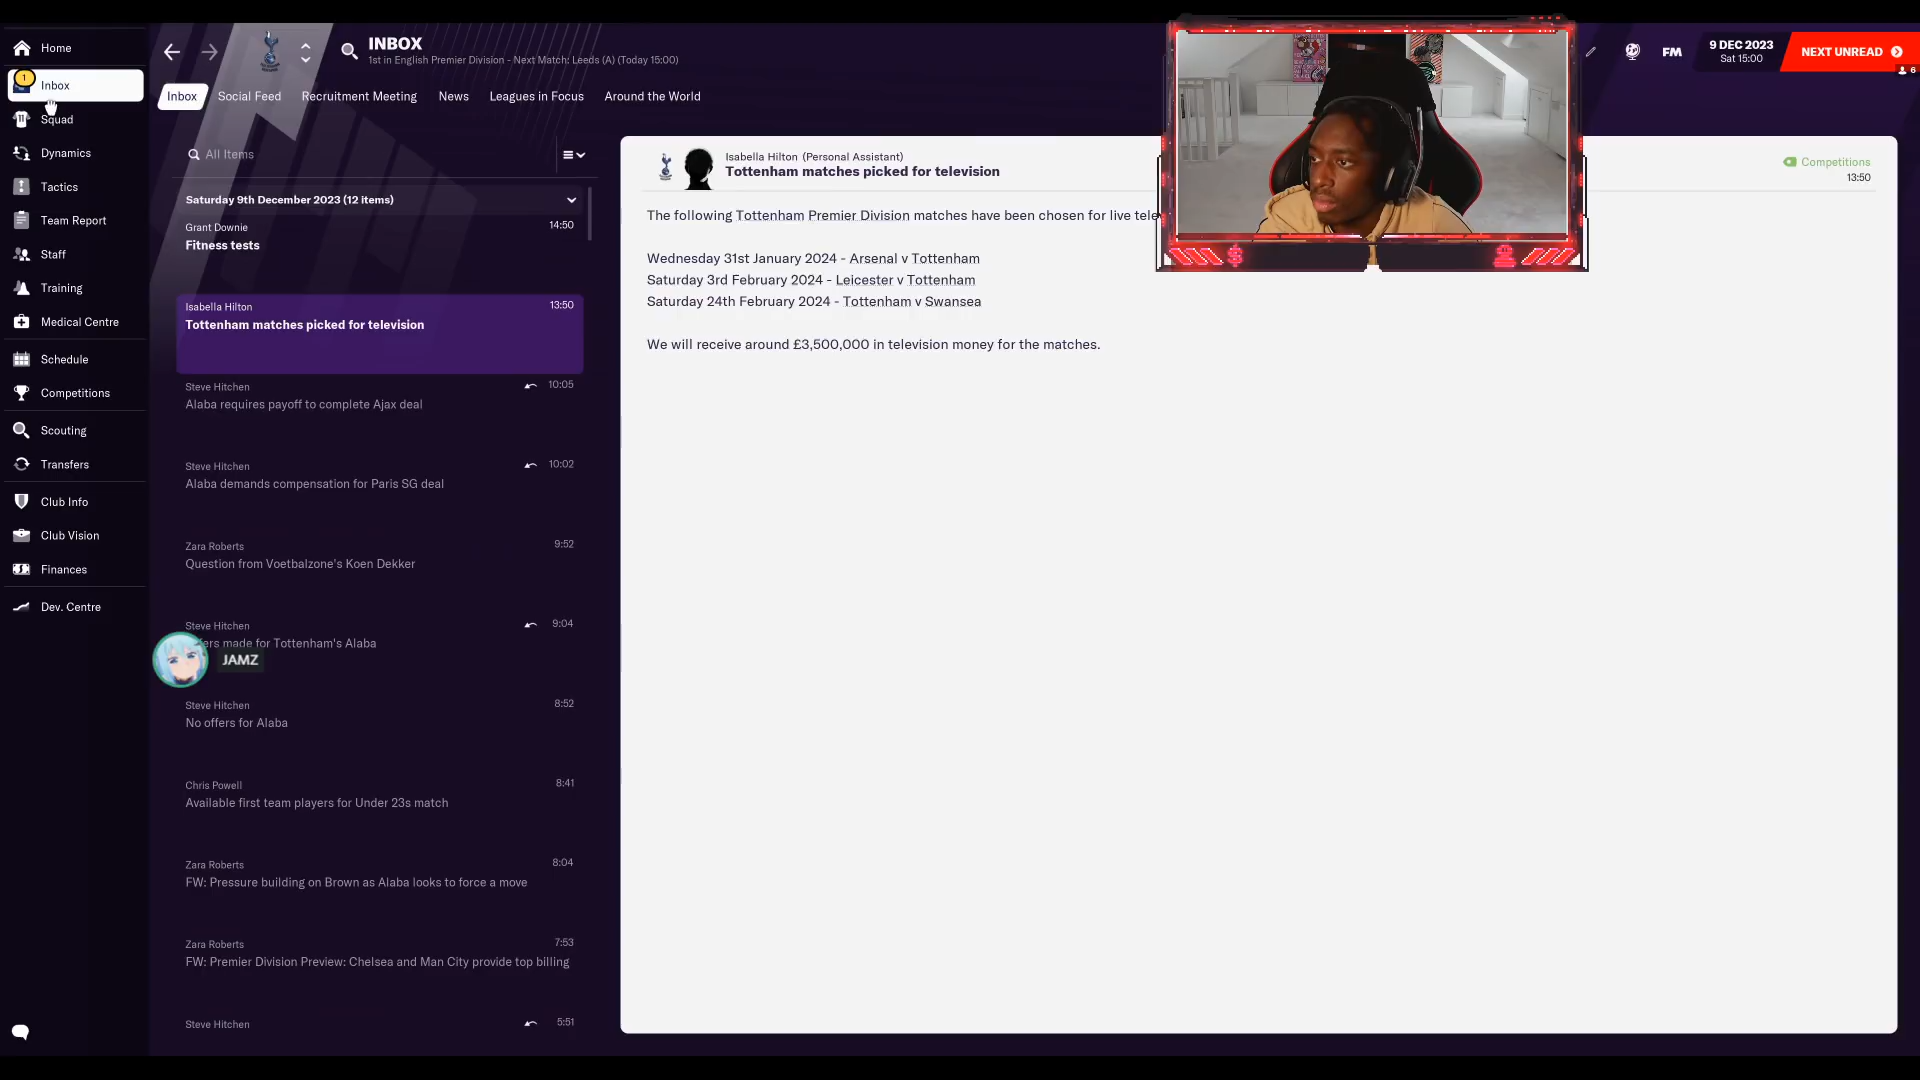 Home
1
Inbox
Squad
Dynamics
Tactics
Team Report
Staff
Training
Medical Centre
Schedule
Competitions
Scouting
Transfers
Club Info
Club Vision
Finances
Dev. Centre
INBOX
1st in English Premier Division - Next Match: Leeds (A) (Today 15:00)
FM
9 DEC 2023
Sat 15:00
NEXT UNREAD
6
Inbox Social Feed Recruitment Meeting News Leagues in Focus Around the World
All Items
Saturday 9th December 2023 (12 items)
Grant Downie 14:50
Fitness tests
Isabella Hilton 13:50
Tottenham matches picked for television
Steve Hitchen 10:05
Alaba requires payoff to complete Ajax deal
Steve Hitchen 10:02
Alaba demands compensation for Paris SG deal
Zara Roberts 9:52
Question from Voetbalzone's Koen Dekker
Steve Hitchen 9:04
ers made for Tottenham's Alaba
JAMZ
Steve Hitchen 8:52
No offers for Alaba
Chris Powell 8:41
Available first team players for Under 23s match
Zara Roberts 8:04
FW: Pressure building on Brown as Alaba looks to force a move
Zara Roberts 7:53
FW: Premier Division Preview: Chelsea and Man City provide top billing
Steve Hitchen 5:51
Isabella Hilton (Personal Assistant)
Tottenham matches picked for television
Competitions
13:50
The following Tottenham Premier Division matches have been chosen for live tele
Wednesday 31st January 2024 - Arsenal v Tottenham
Saturday 3rd February 2024 - Leicester v Tottenham
Saturday 24th February 2024 - Tottenham v Swansea
We will receive around £3,500,000 in television money for the matches.